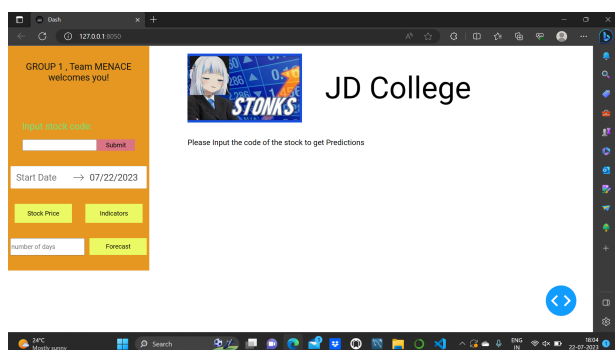 Dash
127.0.0.1:8050
GROUP 1 , Team MENACE
welcomes you!
Input stock code:
Submit
Start Date → 07/22/2023
Stock Price
Indicators
number of days
Forecast
STONKS
JD College
Please Input the code of the stock to get Predictions
24°C
Mostly sunny
Search
ENG
IN
18:04
22-07-2023